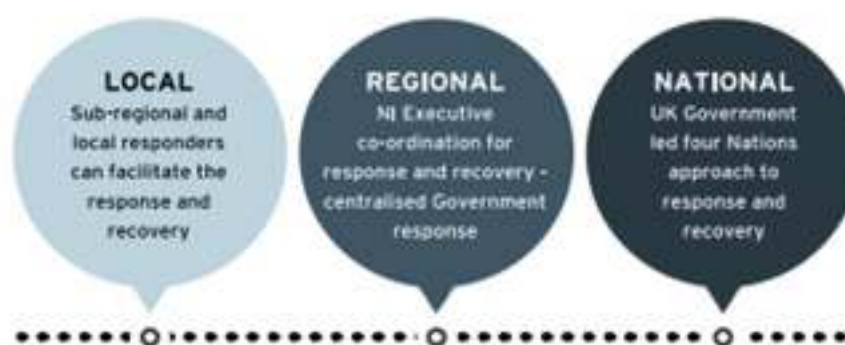 LOCAL
Sub-regional and
local responders
can facilitate the
response and
recovery
REGIONAL
NI Executive
co-ordination for
response and recovery -
centralised Government
response
NATIONAL
UK Government
led four Nations
approach to
response and
recovery